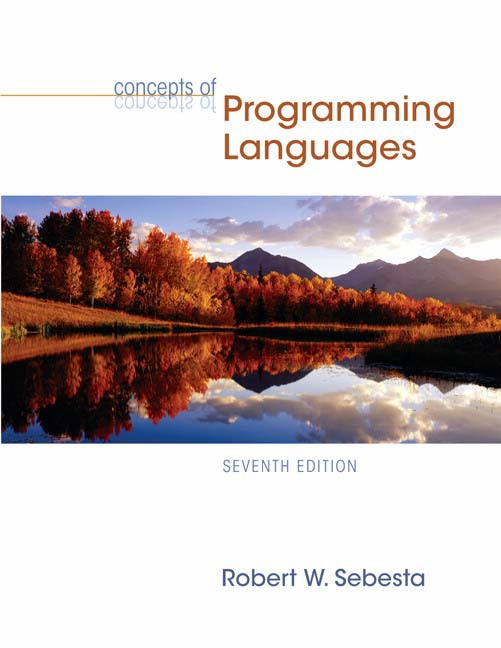 concepts of
Programming
Languages
SEVENTH EDITION
Robert W. Sebesta